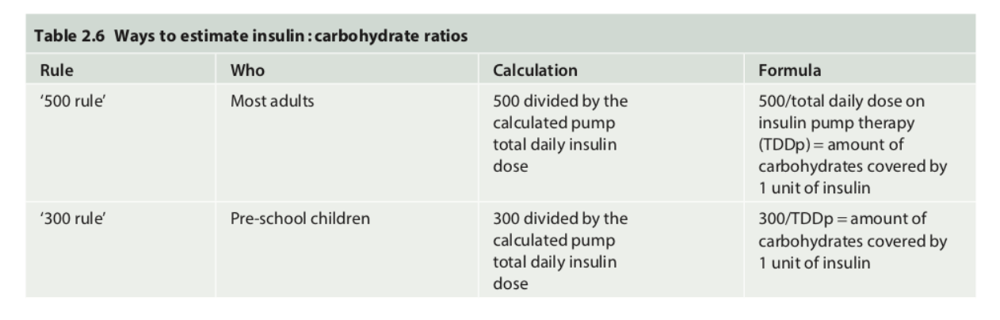 Table 2.6 Ways to estimate insulin : carbohydrate ratios
Rule
Who
Calculation
Formula
‘500 rule’
Most adults
500 divided by the
calculated pump
total daily insulin
dose
500/total daily dose on
insulin pump therapy
(TDDp) = amount of
carbohydrates covered by
1 unit of insulin
‘300 rule’
Pre-school children
300 divided by the
calculated pump
total daily insulin
dose
300/TDDp = amount of
carbohydrates covered by
1 unit of insulin